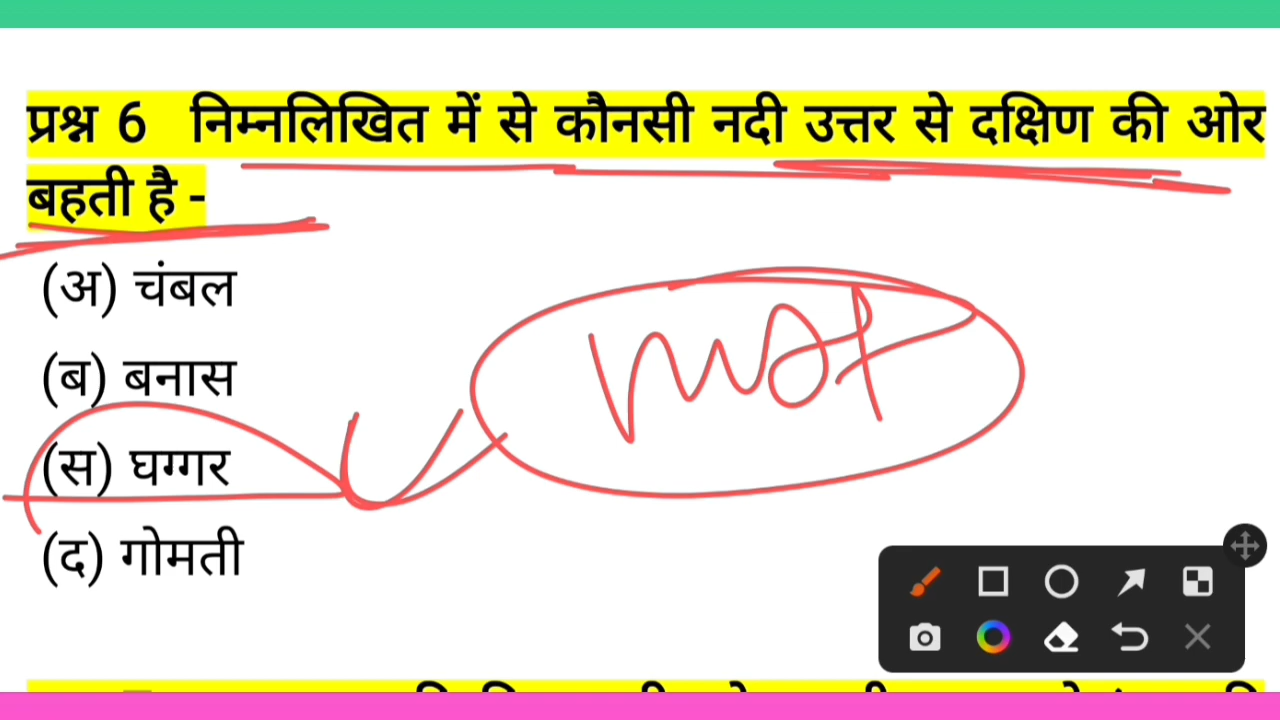 प्रश्न 6 निम्नलिखित में से कौनसी नदी उत्तर से दक्षिण की ओर
बहती है -
(अ) चंबल
(ब) बनास
(स) घग्गर
(द) गोमती